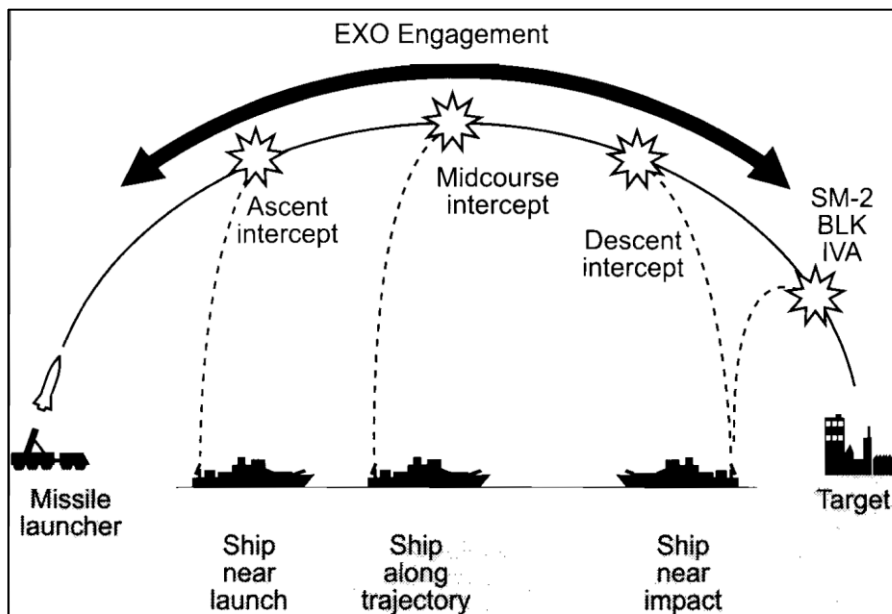 EXO Engagement
Ascent
intercept
Midcourse
intercept
Descent
intercept
SM-2
BLK
IVA
Missile
launcher
Ship
near
launch
Ship
along
trajectory
Ship
near
impact
Target